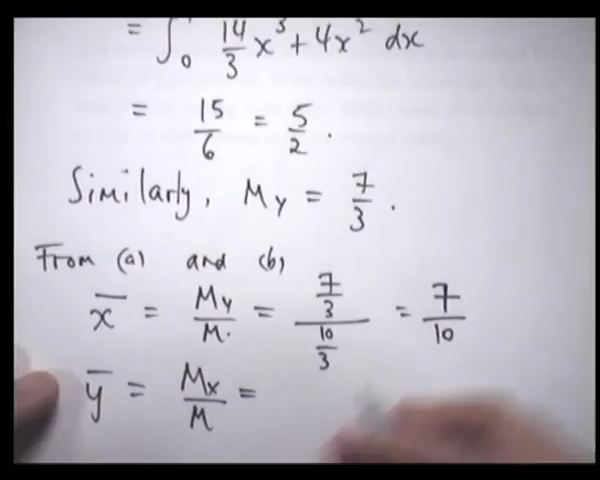 = ∫₀ 14/3 x³ + 4x² dx
= 15/6 = 5/2 .
Similarly, My = 7/3 .
From (a) and (b)
x̄ = My/M. = (7/3)/(10/3) = 7/10
ȳ = Mx/M =